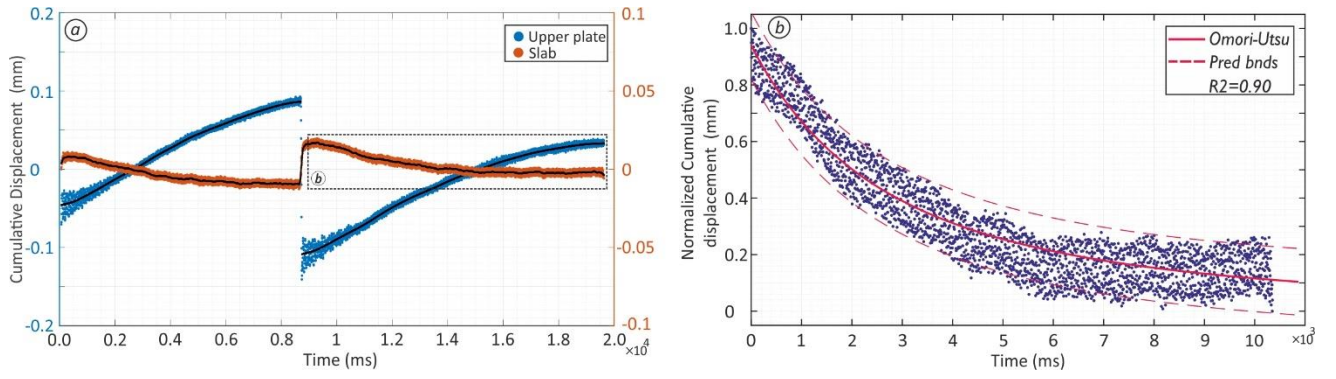 a
Upper plate
Slab
Cumulative Displacement (mm)
0.2
0.1
0
-0.1
-0.2
0.1
0.05
0
-0.05
-0.1
b
0.0 0.2 0.4 0.6 0.8 1.0 1.2 1.4 1.6 1.8 2.0
×10⁴
Time (ms)
b
Omori-Utsu
Pred bnds
R2=0.90
Normalized Cumulative
displacement (mm)
1.0
0.8
0.6
0.4
0.2
0
0 1 2 3 4 5 6 7 8 9 10
×10³
Time (ms)